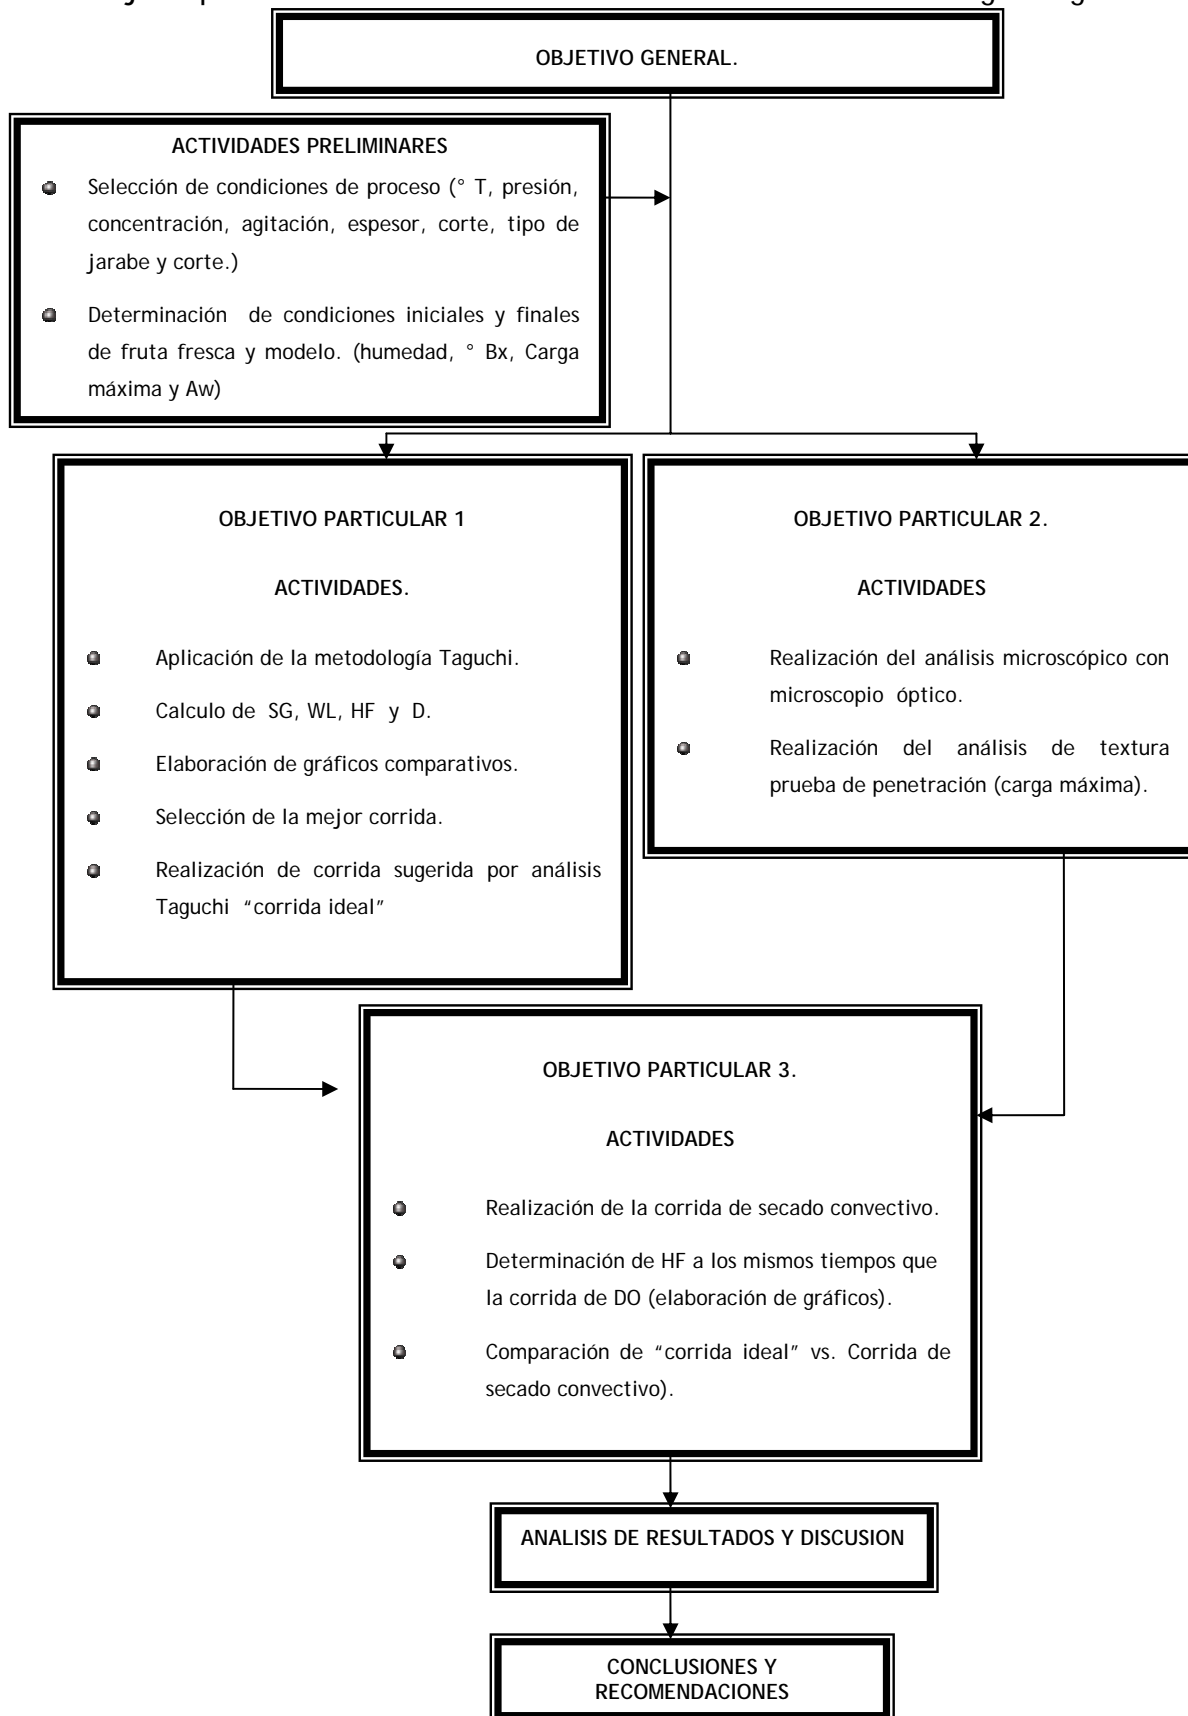 OBJETIVO GENERAL.
ACTIVIDADES PRELIMINARES
Selección de condiciones de proceso (° T, presión,
concentración, agitación, espesor, corte, tipo de
jarabe y corte.)
Determinación de condiciones iniciales y finales
de fruta fresca y modelo. (humedad, ° Bx, Carga
máxima y Aw)
OBJETIVO PARTICULAR 1
ACTIVIDADES.
Aplicación de la metodología Taguchi.
Calculo de SG, WL, HF y D.
Elaboración de gráficos comparativos.
Selección de la mejor corrida.
Realización de corrida sugerida por análisis
Taguchi “corrida ideal”
OBJETIVO PARTICULAR 2.
ACTIVIDADES
Realización del análisis microscópico con
microscopio óptico.
Realización del análisis de textura
prueba de penetración (carga máxima).
OBJETIVO PARTICULAR 3.
ACTIVIDADES
Realización de la corrida de secado convectivo.
Determinación de HF a los mismos tiempos que
la corrida de DO (elaboración de gráficos).
Comparación de “corrida ideal” vs. Corrida de
secado convectivo).
ANALISIS DE RESULTADOS Y DISCUSION
CONCLUSIONES Y
RECOMENDACIONES